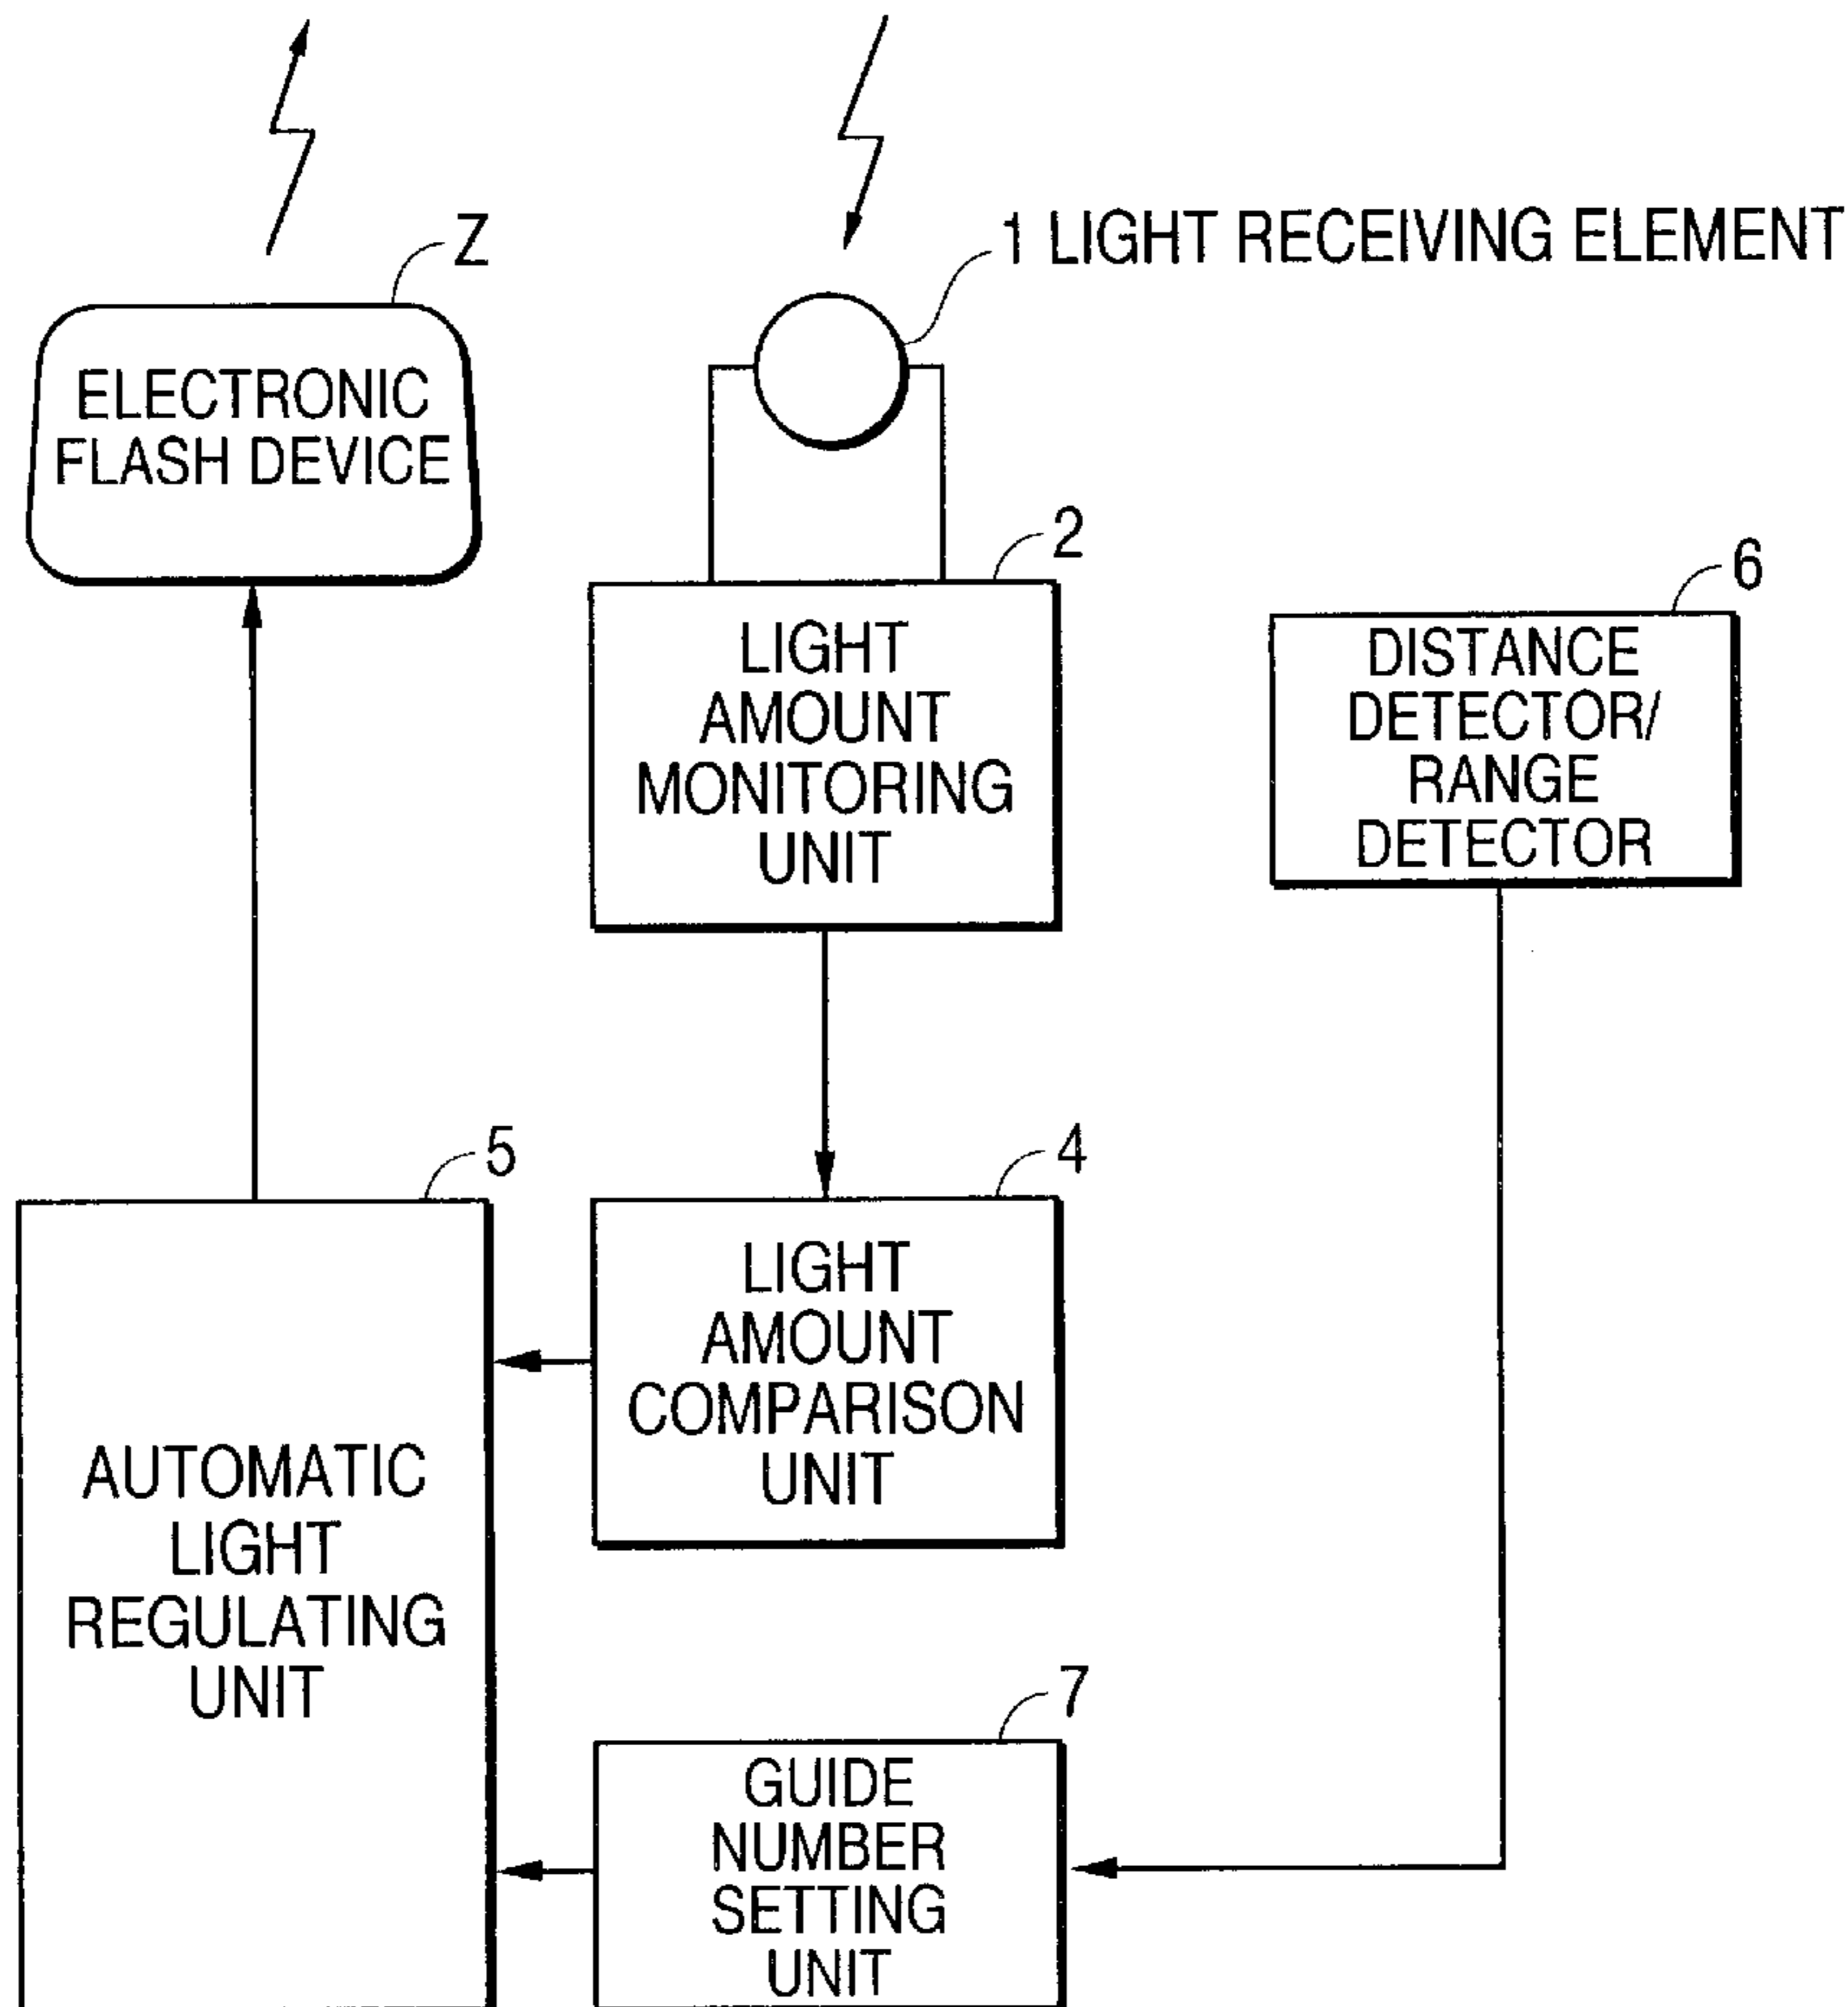 Z
ELECTRONIC
FLASH DEVICE
1 LIGHT RECEIVING ELEMENT
2
LIGHT
AMOUNT
MONITORING
UNIT
6
DISTANCE
DETECTOR/
RANGE
DETECTOR
5
AUTOMATIC
LIGHT
REGULATING
UNIT
4
LIGHT
AMOUNT
COMPARISON
UNIT
7
GUIDE
NUMBER
SETTING
UNIT